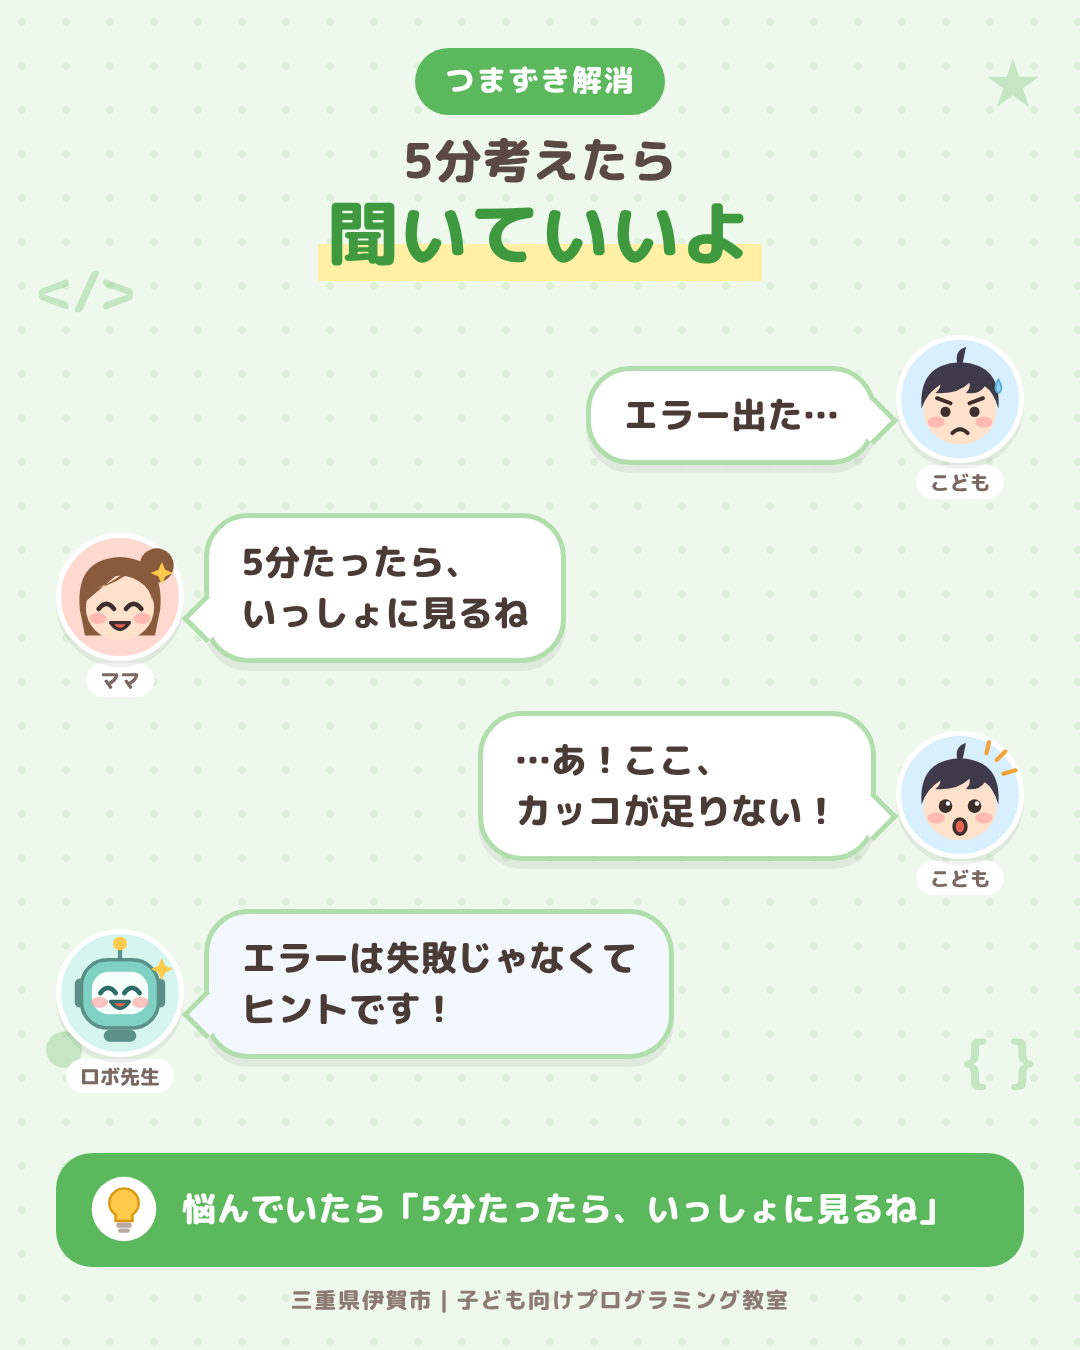 つまずき解消
5分考えたら
聞いていいよ
</>
エラー出た…
こども
5分たったら、
いっしょに見るね
ママ
…あ！ここ、
カッコが足りない！
こども
エラーは失敗じゃなくて
ヒントです！
ロボ先生
{ }
悩んでいたら「5分たったら、いっしょに見るね」
三重県伊賀市｜子ども向けプログラミング教室